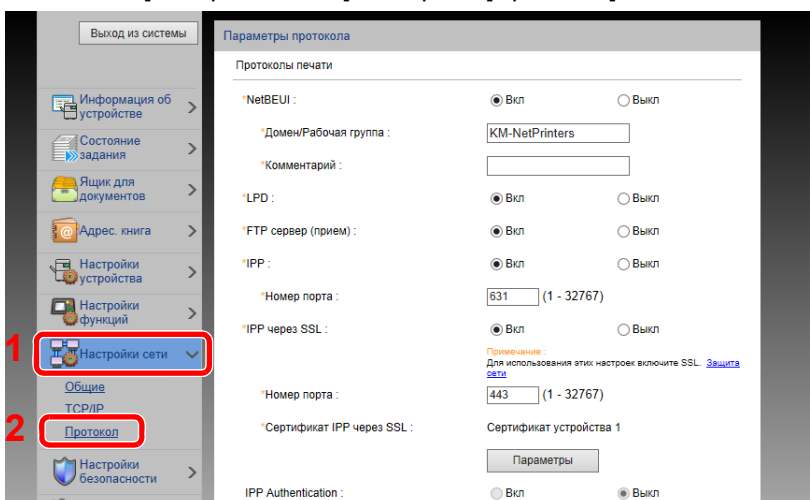 Выход из системы
Информация об
устройстве
Состояние
задания
Ящик для
документов
Адрес. книга
Настройки
устройства
Настройки
функций
1
Настройки сети
Общие
TCP/IP
2
Протокол
Настройки
безопасности
Параметры протокола
Протоколы печати
*NetBEUI : Вкл Выкл
*Домен/Рабочая группа : KM-NetPrinters
*Комментарий :
*LPD : Вкл Выкл
*FTP сервер (прием) : Вкл Выкл
*IPP : Вкл Выкл
*Номер порта : 631 (1 - 32767)
*IPP через SSL : Вкл Выкл
Примечание :
Для использования этих настроек включите SSL. Защита
сети
*Номер порта : 443 (1 - 32767)
*Сертификат IPP через SSL : Сертификат устройства 1
Параметры
IPP Authentication : Вкл Выкл